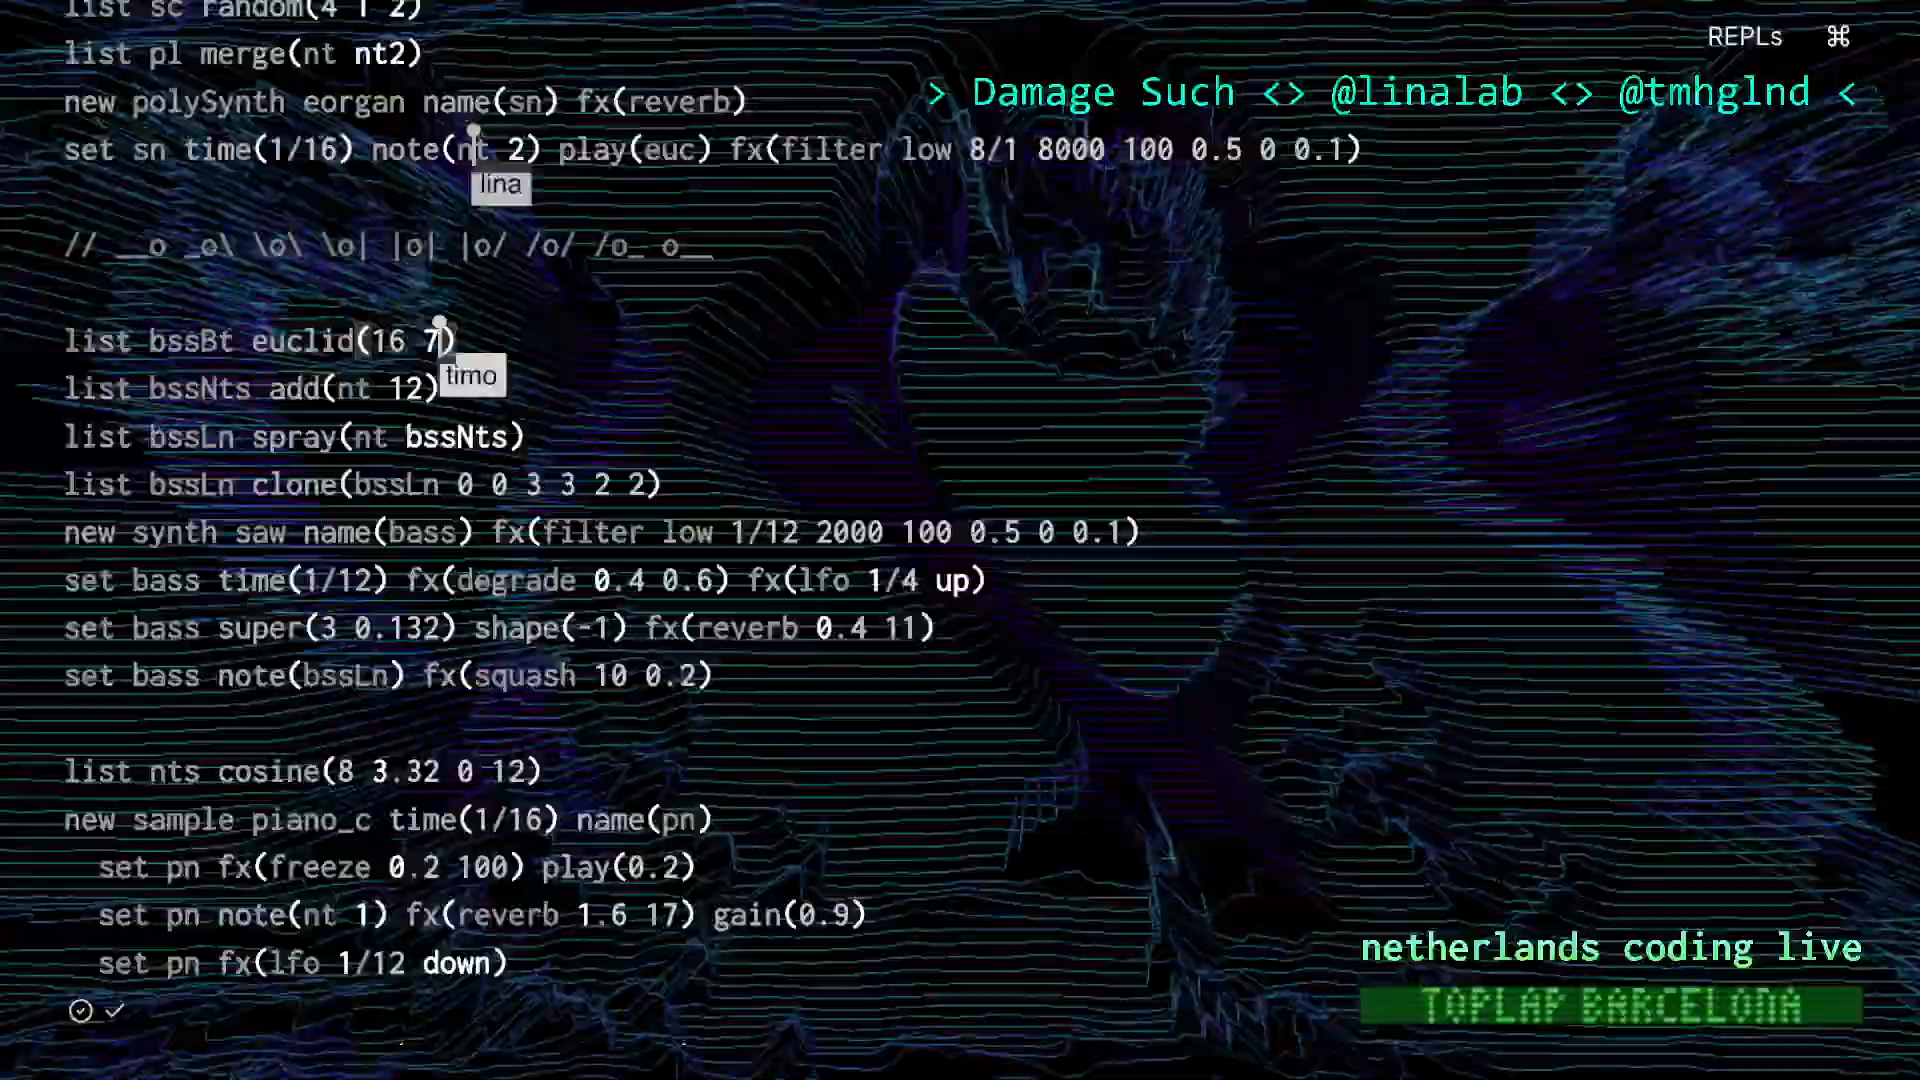 list sc random(4 1 2)
REPLs ⌘
list pl merge(nt nt2)
> Damage Such <> @linalab <> @tmhglnd <
new polySynth eorgan name(sn) fx(reverb)
set sn time(1/16) note(nt 2) play(euc) fx(filter low 8/1 8000 100 0.5 0 0.1)
lina
// __o _o\ \o\ \o| |o| |o/ /o/ /o_ o__
list bssBt euclid(16 7)
timo
list bssNts add(nt 12)
list bssLn spray(nt bssNts)
list bssLn clone(bssLn 0 0 3 3 2 2)
new synth saw name(bass) fx(filter low 1/12 2000 100 0.5 0 0.1)
set bass time(1/12) fx(degrade 0.4 0.6) fx(lfo 1/4 up)
set bass super(3 0.132) shape(-1) fx(reverb 0.4 11)
set bass note(bssLn) fx(squash 10 0.2)
list nts cosine(8 3.32 0 12)
new sample piano_c time(1/16) name(pn)
set pn fx(freeze 0.2 100) play(0.2)
set pn note(nt 1) fx(reverb 1.6 17) gain(0.9)
set pn fx(lfo 1/12 down)
netherlands coding live
TOPLAP BARCELONA